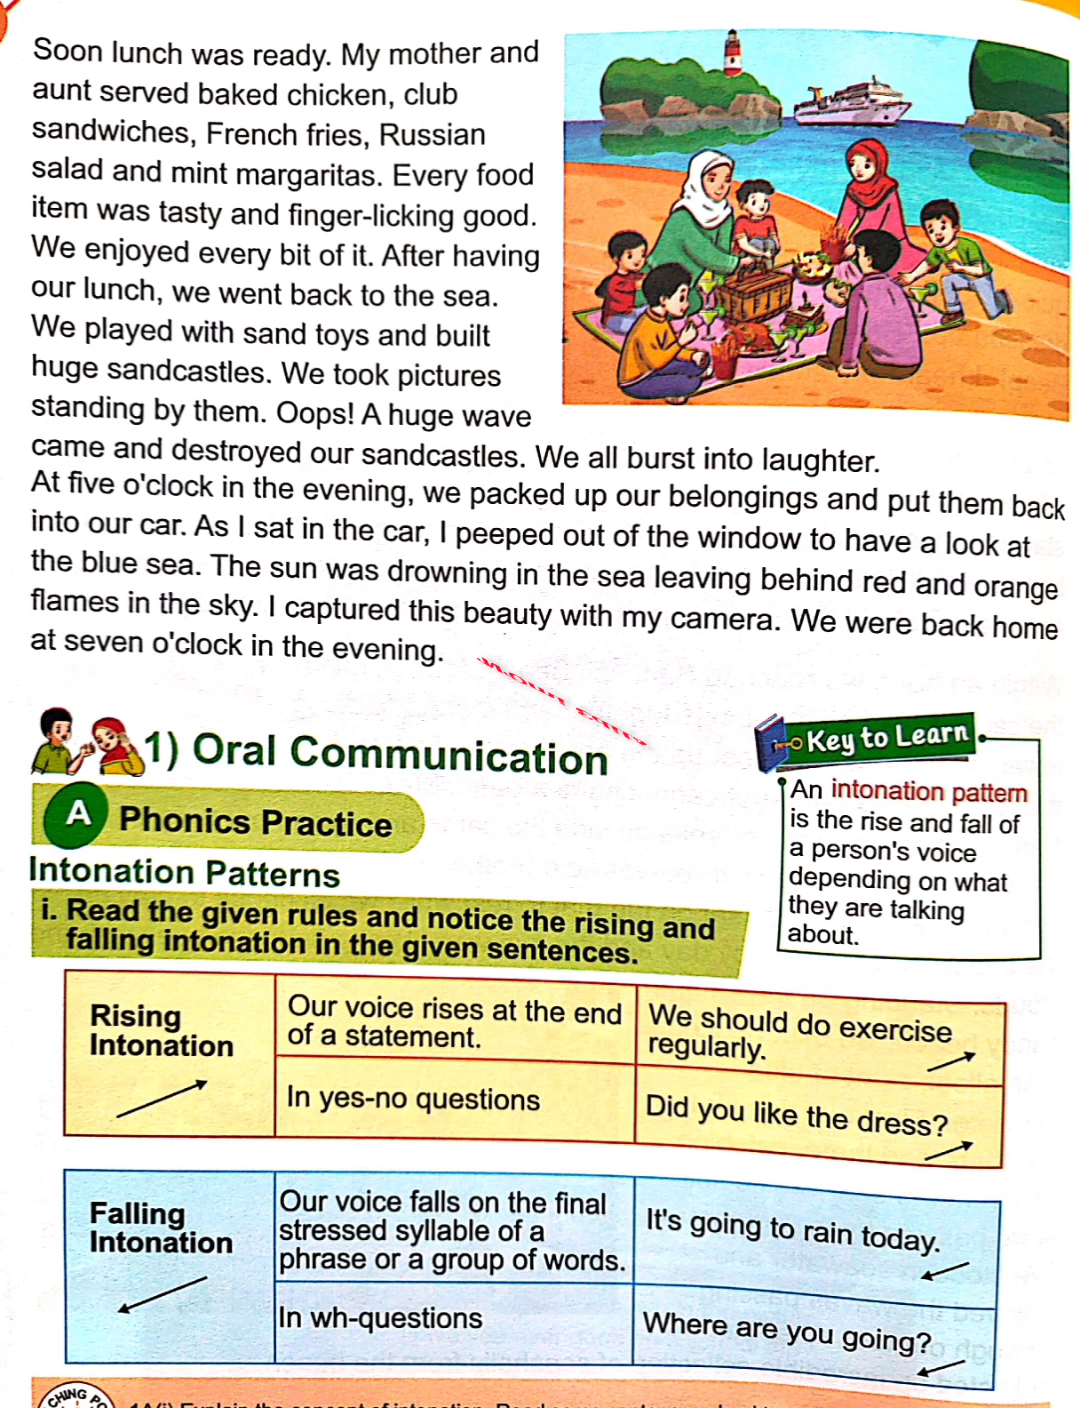 Soon lunch was ready. My mother and
aunt served baked chicken, club
sandwiches, French fries, Russian
salad and mint margaritas. Every food
item was tasty and finger-licking good.
We enjoyed every bit of it. After having
our lunch, we went back to the sea.
We played with sand toys and built
huge sandcastles. We took pictures
standing by them. Oops! A huge wave
came and destroyed our sandcastles. We all burst into laughter.
At five o'clock in the evening, we packed up our belongings and put them back
into our car. As I sat in the car, I peeped out of the window to have a look at
the blue sea. The sun was drowning in the sea leaving behind red and orange
flames in the sky. I captured this beauty with my camera. We were back home
at seven o'clock in the evening.
1) Oral Communication
Key to Learn
An intonation pattern
is the rise and fall of
a person's voice
depending on what
they are talking
about.
A Phonics Practice
Intonation Patterns
i. Read the given rules and notice the rising and
falling intonation in the given sentences.
Rising
Intonation
Our voice rises at the end
of a statement.
We should do exercise
regularly.
In yes-no questions
Did you like the dress?
Falling
Intonation
Our voice falls on the final
stressed syllable of a
phrase or a group of words.
It's going to rain today.
In wh-questions
Where are you going?
CHING PO
1A(i) Explain the concept of intonation. Read